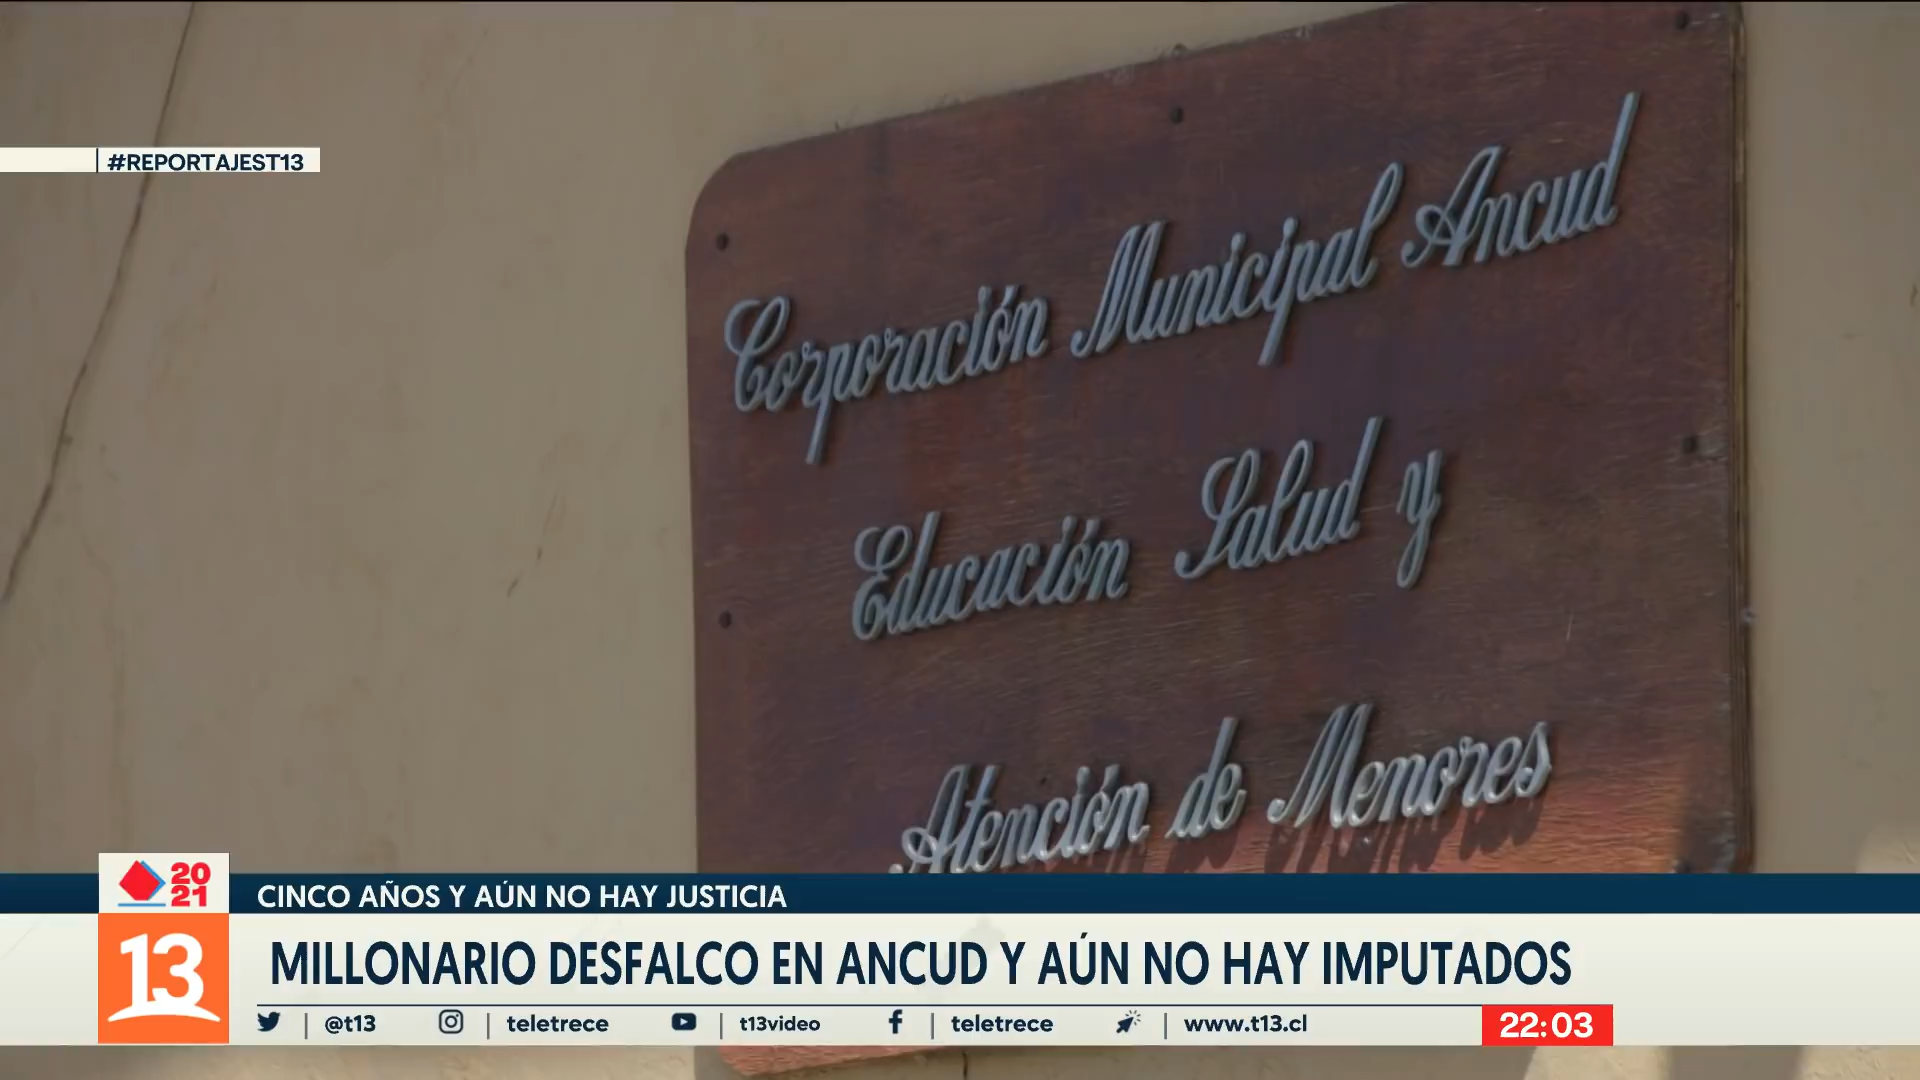 #REPORTAJEST13
Corporación Municipal Ancud
Educación Salud y
Atención de Menores
20
21
CINCO AÑOS Y AÚN NO HAY JUSTICIA
13
MILLONARIO DESFALCO EN ANCUD Y AÚN NO HAY IMPUTADOS
@t13 | teletrece | t13video | teletrece | www.t13.cl
22:03